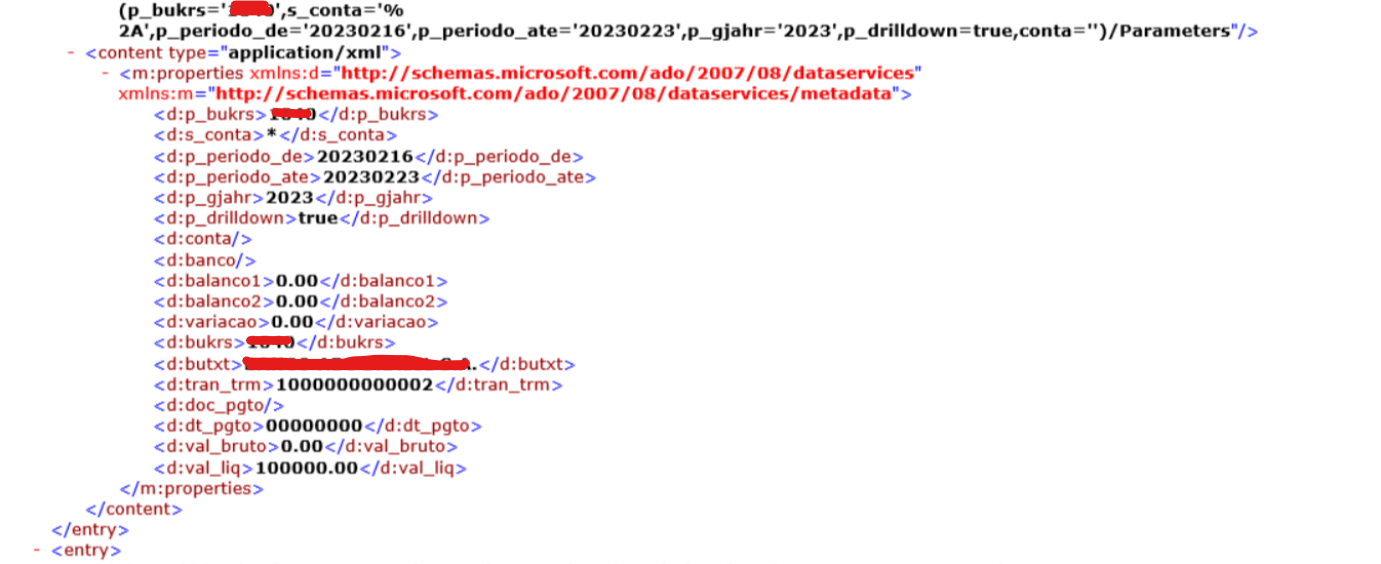 (p_bukrs='
',s_conta='%
2A',p_periodo_de='20230216',p_periodo_ate='20230223',p_gjahr='2023',p_drilldown=true,conta='')/Parameters"/>
- <content type="application/xml">
- <m:properties xmlns:d="http://schemas.microsoft.com/ado/2007/08/dataservices"
xmlns:m="http://schemas.microsoft.com/ado/2007/08/dataservices/metadata">
<d:p_bukrs></d:p_bukrs>
<d:s_conta>*</d:s_conta>
<d:p_periodo_de>20230216</d:p_periodo_de>
<d:p_periodo_ate>20230223</d:p_periodo_ate>
<d:p_gjahr>2023</d:p_gjahr>
<d:p_drilldown>true</d:p_drilldown>
<d:conta/>
<d:banco/>
<d:balanco1>0.00</d:balanco1>
<d:balanco2>0.00</d:balanco2>
<d:variacao>0.00</d:variacao>
<d:bukrs></d:bukrs>
<d:butxt>.</d:butxt>
<d:tran_trm>1000000000002</d:tran_trm>
<d:doc_pgto/>
<d:dt_pgto>00000000</d:dt_pgto>
<d:val_bruto>0.00</d:val_bruto>
<d:val_liq>100000.00</d:val_liq>
</m:properties>
</content>
</entry>
- <entry>